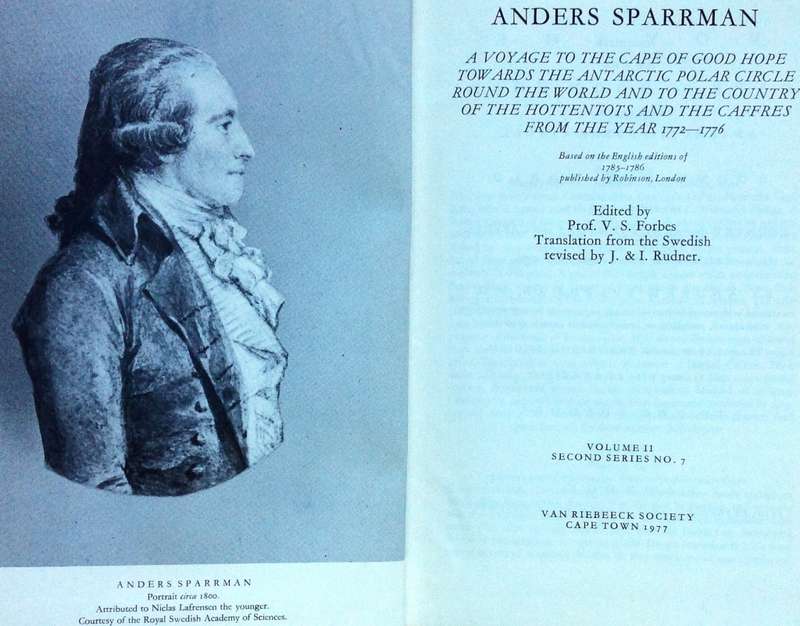 ANDERS SPARRMAN
Portrait circa 1800.
Attributed to Niclas Lafrensen the younger.
Courtesy of the Royal Swedish Academy of Sciences.
ANDERS SPARRMAN
A VOYAGE TO THE CAPE OF GOOD HOPE
TOWARDS THE ANTARCTIC POLAR CIRCLE
ROUND THE WORLD AND TO THE COUNTRY
OF THE HOTTENTOTS AND THE CAFFRES
FROM THE YEAR 1772—1776
Based on the English editions of
1785–1786
published by Robinson, London
Edited by
Prof. V. S. Forbes
Translation from the Swedish
revised by J. & I. Rudner.
VOLUME II
SECOND SERIES NO. 7
VAN RIEBEECK SOCIETY
CAPE TOWN 1977